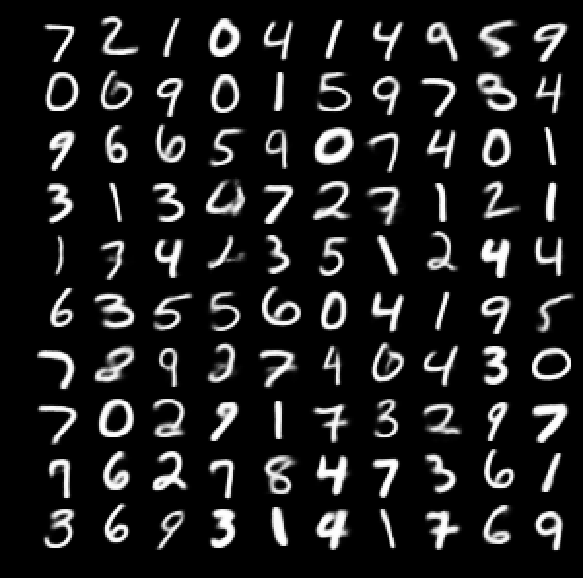 7 2 1 0 4 1 4 9 5 9
0 6 9 0 1 5 9 7 8 4
9 6 6 5 9 0 7 4 0 1
3 1 3 7 2 7 1 2 1
1 7 4 3 5 1 2 4 4
6 3 5 5 6 0 4 1 9 5
7 8 9 7 4 6 4 3 0
7 0 2 9 1 7 3 2 9 7
7 6 2 7 8 4 7 3 6 1
3 6 9 3 1 4 1 7 6 9